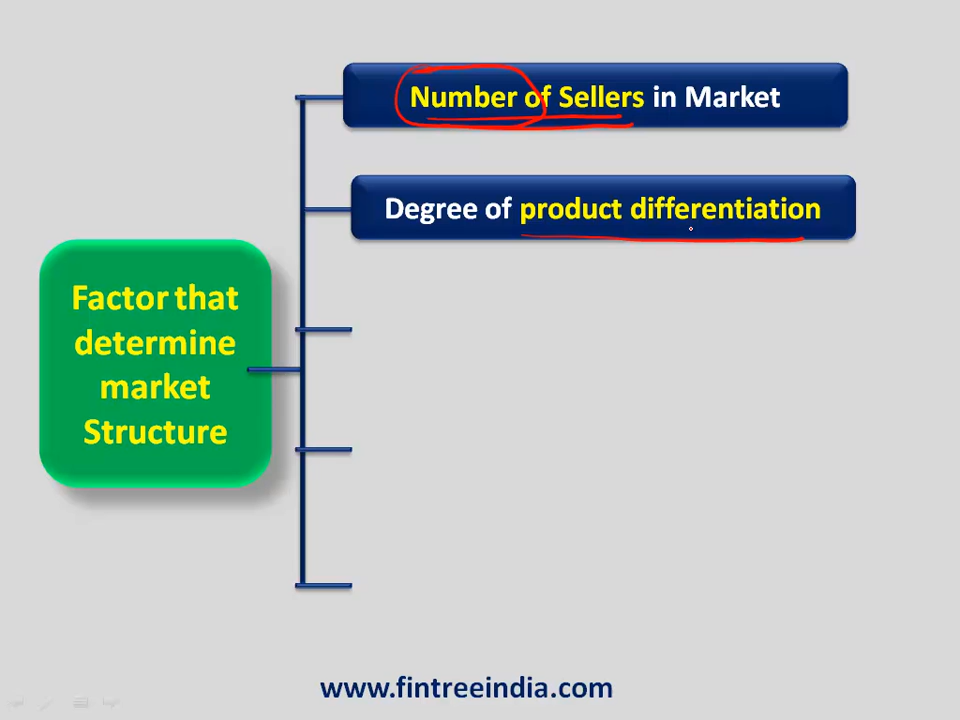 Number of Sellers in Market
Degree of product differentiation
Factor that
determine
market
Structure
www.fintreeindia.com